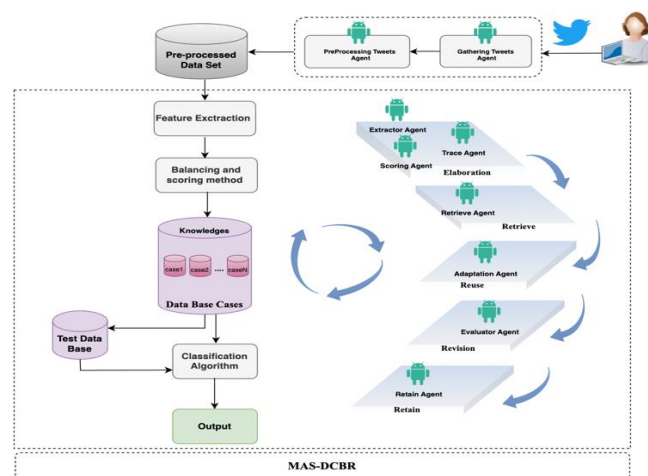 Pre-processed
Data Set
PreProcessing Tweets
Agent
Gathering Tweets
Agent
Feature Extraction
Balancing and
scoring method
Knowledges
case1
case2
....
caseN
Data Base Cases
Test Data
Base
Classification
Algorithm
Output
Extractor Agent
Trace Agent
Scoring Agent
Elaboration
Retrieve Agent
Retrieve
Adaptation Agent
Reuse
Evaluator Agent
Revision
Retain Agent
Retain
MAS-DCBR